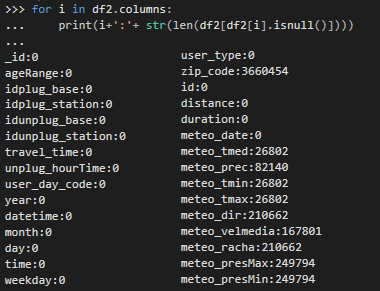 >>> for i in df2.columns:
...     print(i+':'+ str(len(df2[df2[i].isnull()])))
...
_id:0
ageRange:0
idplug_base:0
idplug_station:0
idunplug_base:0
idunplug_station:0
travel_time:0
unplug_hourTime:0
user_day_code:0
year:0
datetime:0
month:0
day:0
time:0
weekday:0
user_type:0
zip_code:3660454
id:0
distance:0
duration:0
meteo_date:0
meteo_tmed:26802
meteo_prec:82140
meteo_tmin:26802
meteo_tmax:26802
meteo_dir:210662
meteo_velmedia:167801
meteo_racha:210662
meteo_presMax:249794
meteo_presMin:249794